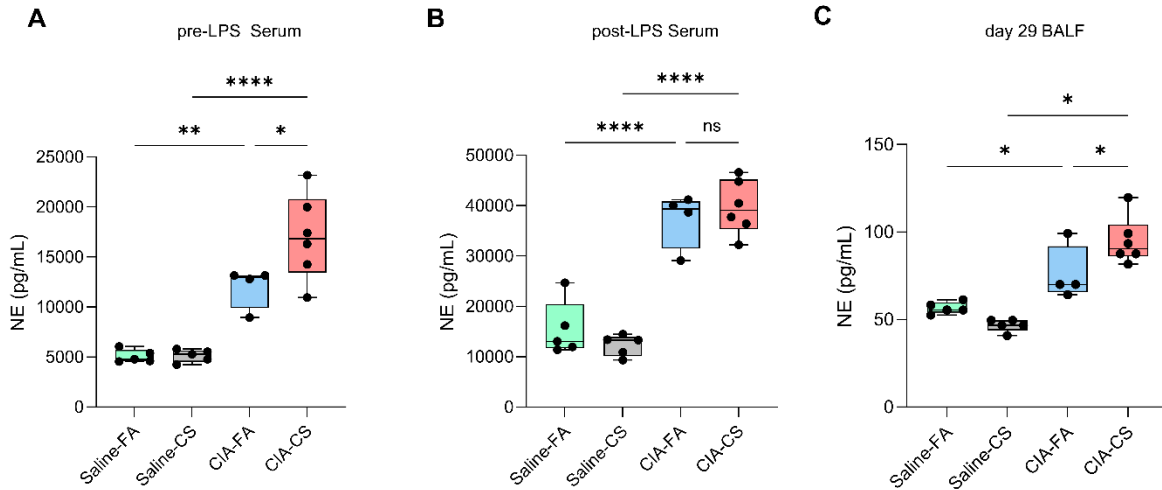 A
pre-LPS Serum
****
**
*
25000
20000
15000
10000
5000
0
NE (pg/mL)
Saline-FA
Saline-CS
CIA-FA
CIA-CS
B
post-LPS Serum
****
****
ns
50000
40000
30000
20000
10000
0
NE (pg/mL)
Saline-FA
Saline-CS
CIA-FA
CIA-CS
C
day 29 BALF
*
*
*
150
100
50
0
NE (pg/mL)
Saline-FA
Saline-CS
CIA-FA
CIA-CS